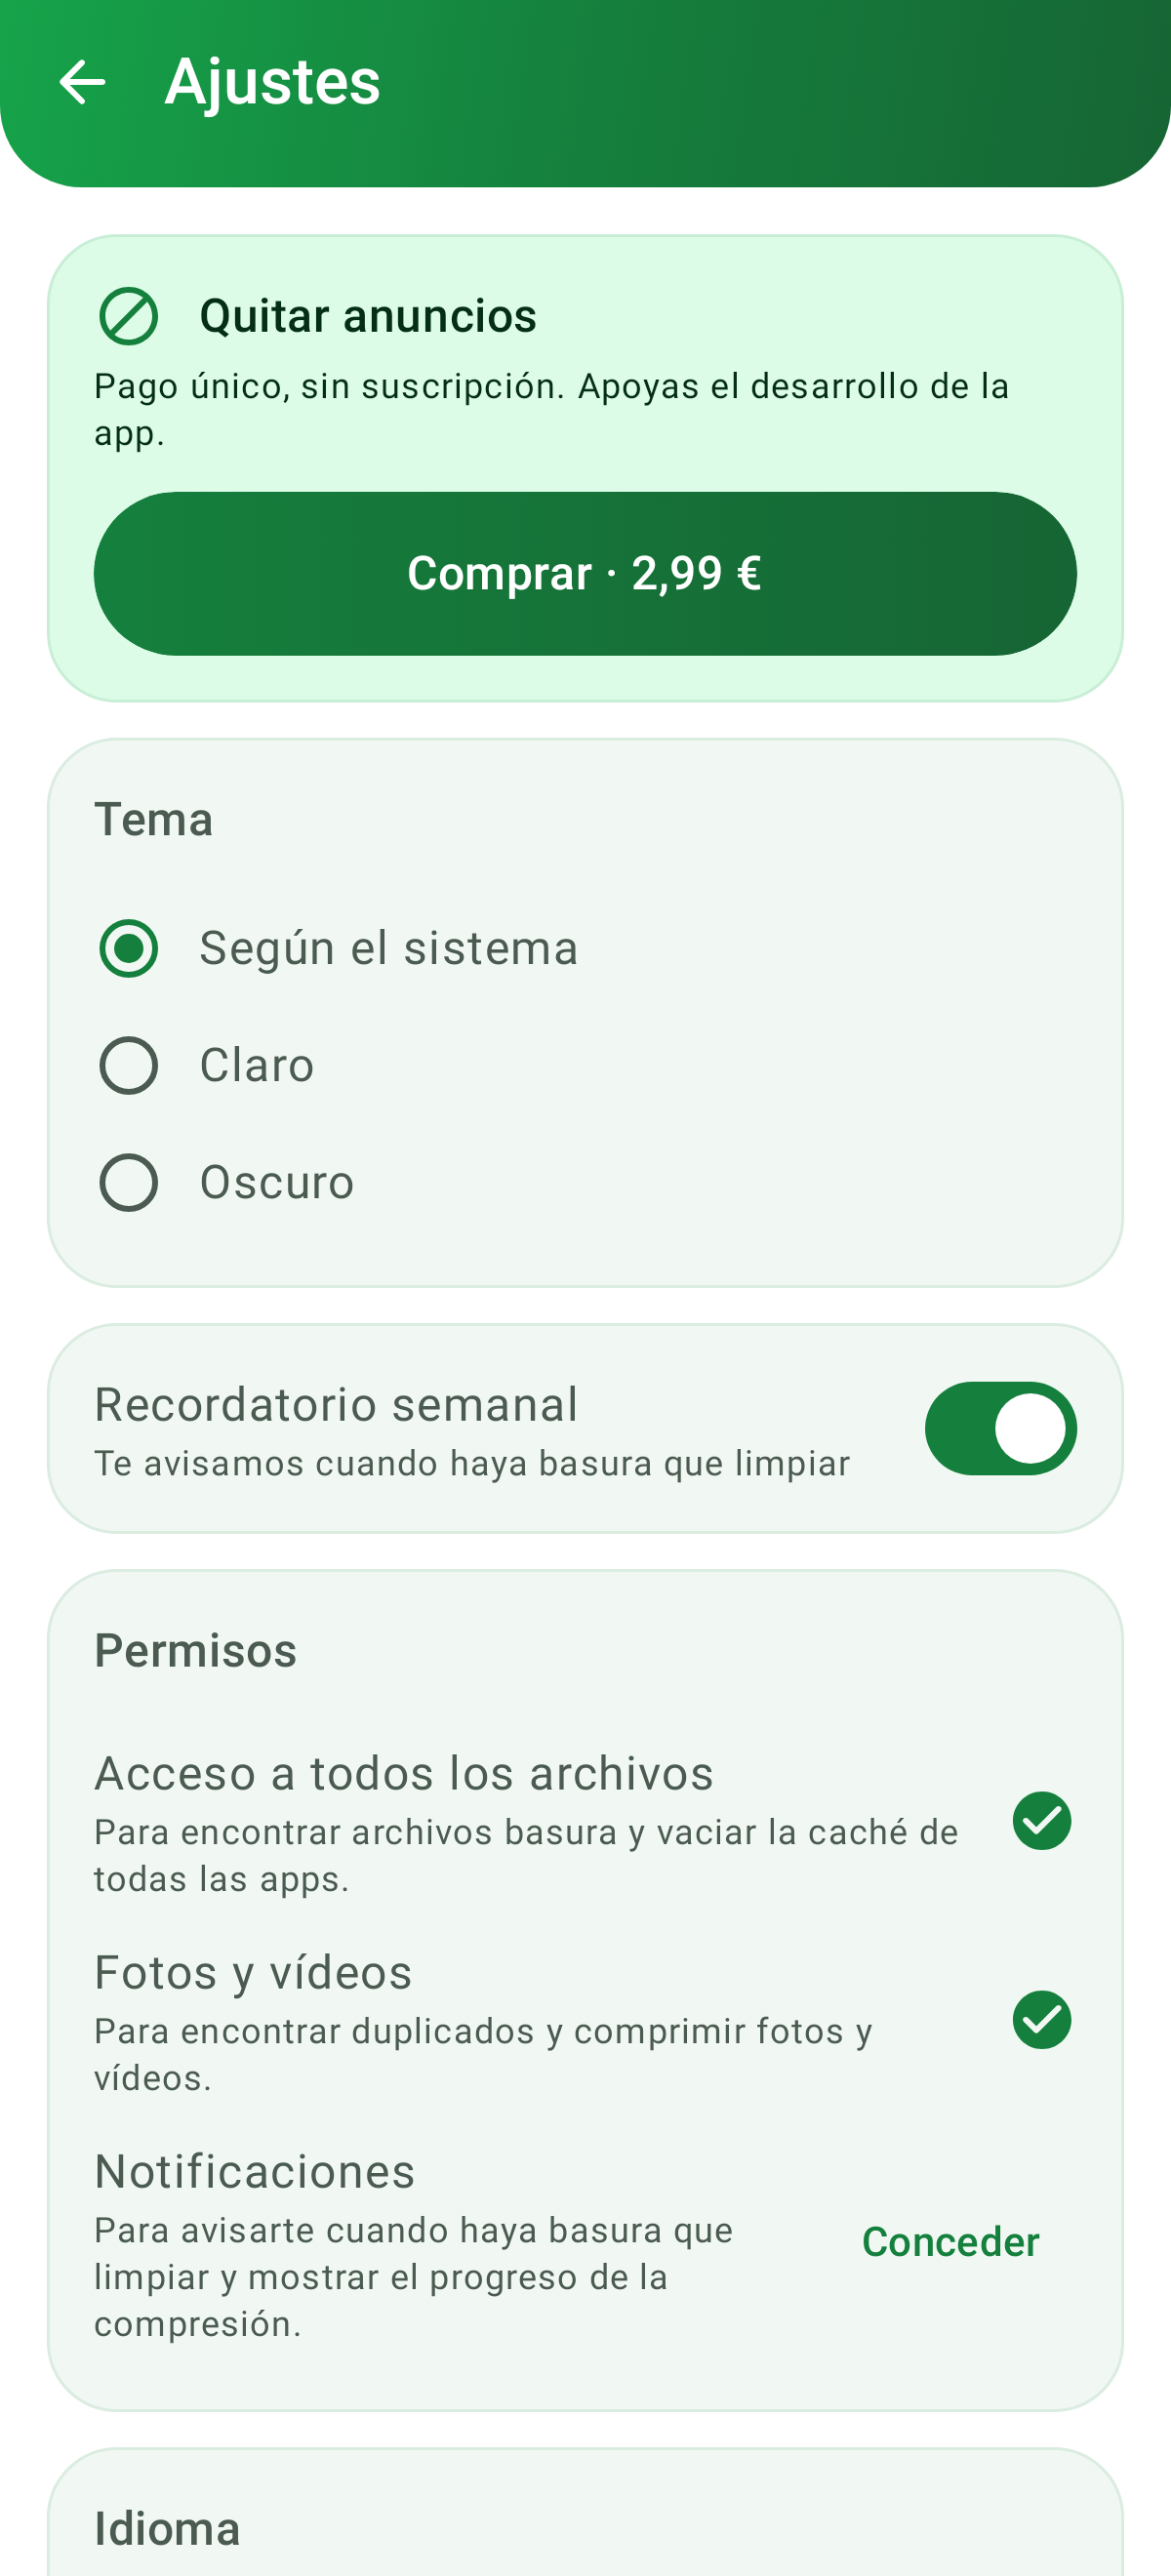 Ajustes
Quitar anuncios
Pago único, sin suscripción. Apoyas el desarrollo de la
app.
Comprar · 2,99 €
Tema
Según el sistema
Claro
Oscuro
Recordatorio semanal
Te avisamos cuando haya basura que limpiar
Permisos
Acceso a todos los archivos
Para encontrar archivos basura y vaciar la caché de
todas las apps.
Fotos y vídeos
Para encontrar duplicados y comprimir fotos y
vídeos.
Notificaciones
Para avisarte cuando haya basura que
limpiar y mostrar el progreso de la
compresión.
Conceder
Idioma